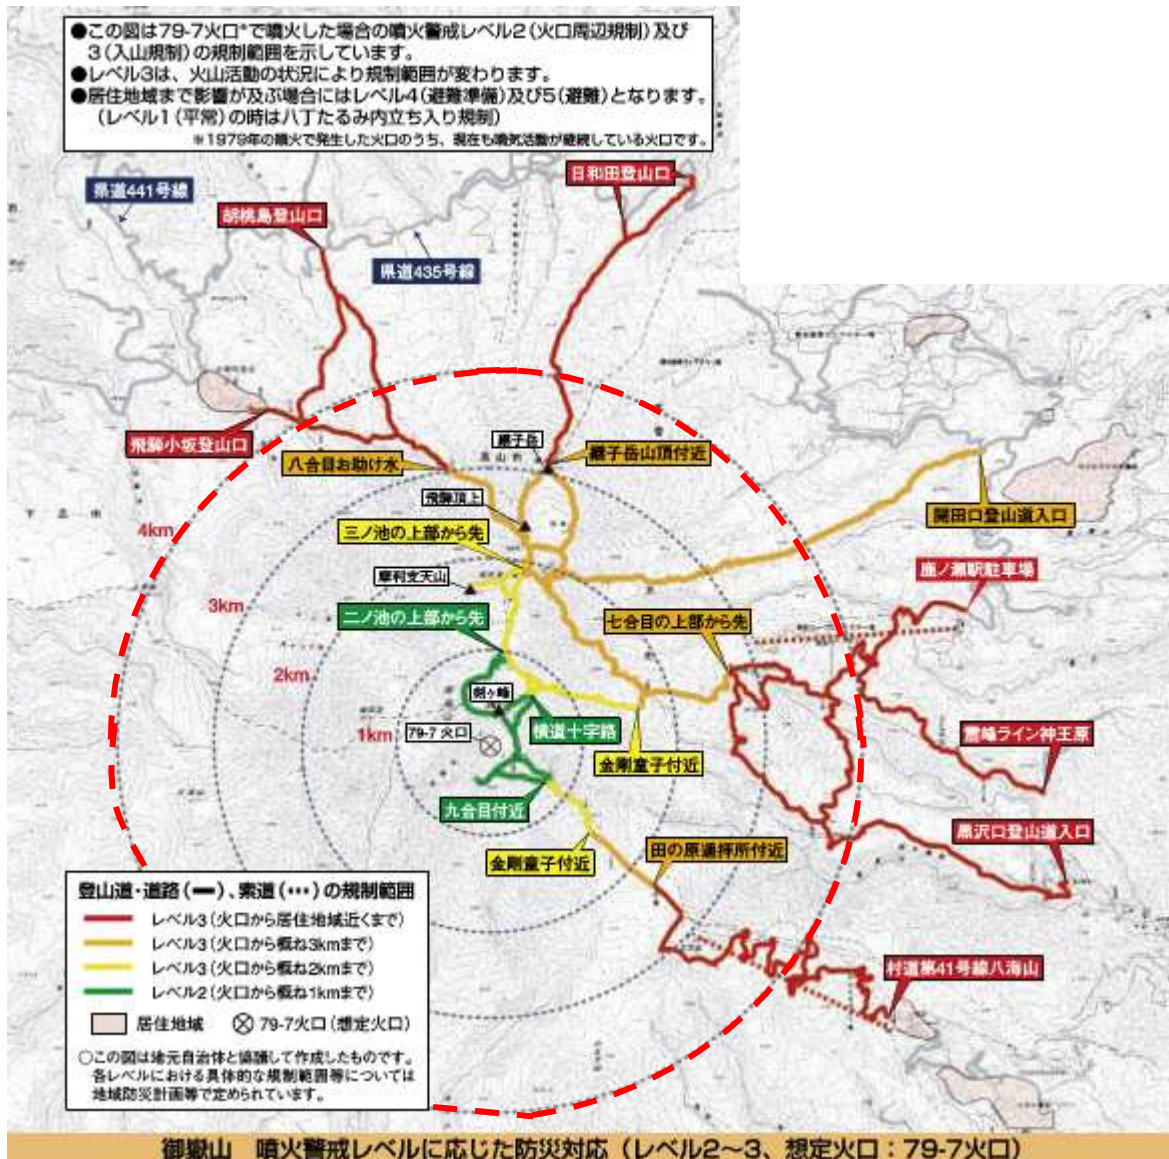 ●この図は79-7火口*で噴火した場合の噴火警戒レベル2(火口周辺規制)及び
3(入山規制)の規制範囲を示しています。
●レベル3は、火山活動の状況により規制範囲が変わります。
●居住地域まで影響が及ぶ場合にはレベル4(避難準備)及び5(避難)となります。
(レベル1(平常)の時は八丁たるみ内立ち入り規制)
※1979年の噴火で発生した火口のうち、現在も噴気活動が継続している火口です。
県道441号線
胡桃島登山口
日和田登山口
県道435号線
飛騨小坂登山口
八合目お助け水
継子岳
継子岳山頂付近
飛騨頂上
開田口登山道入口
4km
三ノ池の上部から先
摩利支天山
鹿ノ瀬駅駐車場
3km
二ノ池の上部から先
七合目の上部から先
2km
剣ヶ峰
1km
79-7 火口
横道十字路
霊峰ライン神王原
金剛童子付近
九合目付近
黒沢口登山道入口
金剛童子付近
田の原遥拝所付近
村道第41号線八海山
登山道・道路(━)、索道(・・・)の規制範囲
レベル3(火口から居住地域近くまで)
レベル3(火口から概ね3kmまで)
レベル3(火口から概ね2kmまで)
レベル2(火口から概ね1kmまで)
居住地域 79-7火口(想定火口)
○この図は地元自治体と協議して作成したものです。
各レベルにおける具体的な規制範囲等については
地域防災計画等で定められています。
御嶽山 噴火警戒レベルに応じた防災対応(レベル2〜3、想定火口:79-7火口)